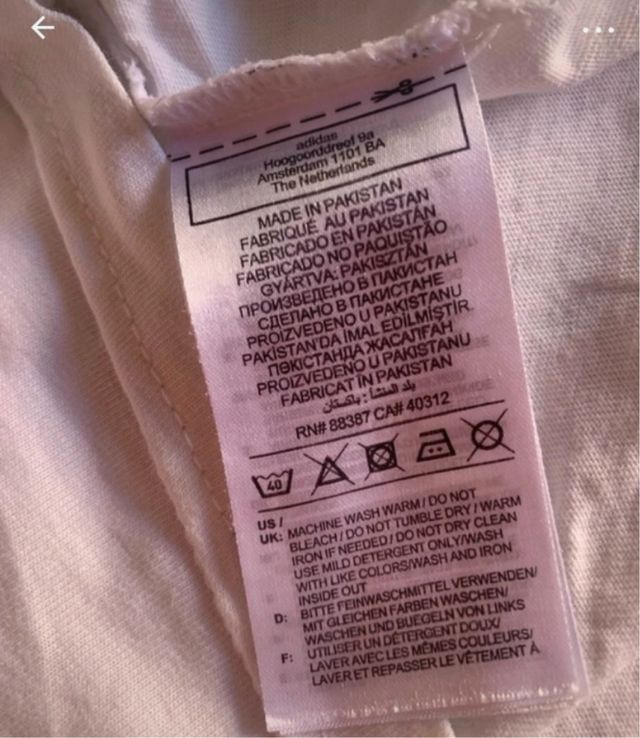 adidas
Hoogoorddreef 9a
Amsterdam 1101 BA
The Netherlands
MADE IN PAKISTAN
FABRIQUÉ AU PAKISTAN
FABRICADO EN PAKISTÁN
FABRICADO NO PAQUISTÃO
GYÁRTVA: PAKISZTÁN
ПРОИЗВЕДЕНО В ПАКИСТАН
СДЕЛАНО В ПАКИСТАНЕ
PROIZVEDENO U PAKISTANU
PAKİSTAN'DA İMAL EDİLMİŞTİR.
ПӘКІСТАНДА ЖАСАЛҒАН
PROIZVEDENO U PAKISTANU
FABRICAT ÎN PAKISTAN
بلد المنشأ: باكستان
RN# 88387 CA# 40312
40
US /
UK: MACHINE WASH WARM / DO NOT
BLEACH / DO NOT TUMBLE DRY / WARM
IRON IF NEEDED / DO NOT DRY CLEAN
USE MILD DETERGENT ONLY/WASH
WITH LIKE COLORS/WASH AND IRON
INSIDE OUT
D: BITTE FEINWASCHMITTEL VERWENDEN/
MIT GLEICHEN FARBEN WASCHEN/
WASCHEN UND BUEGELN VON LINKS
F: UTILISER UN DÉTERGENT DOUX/
LAVER AVEC LES MÊMES COULEURS/
LAVER ET REPASSER LE VÊTEMENT À